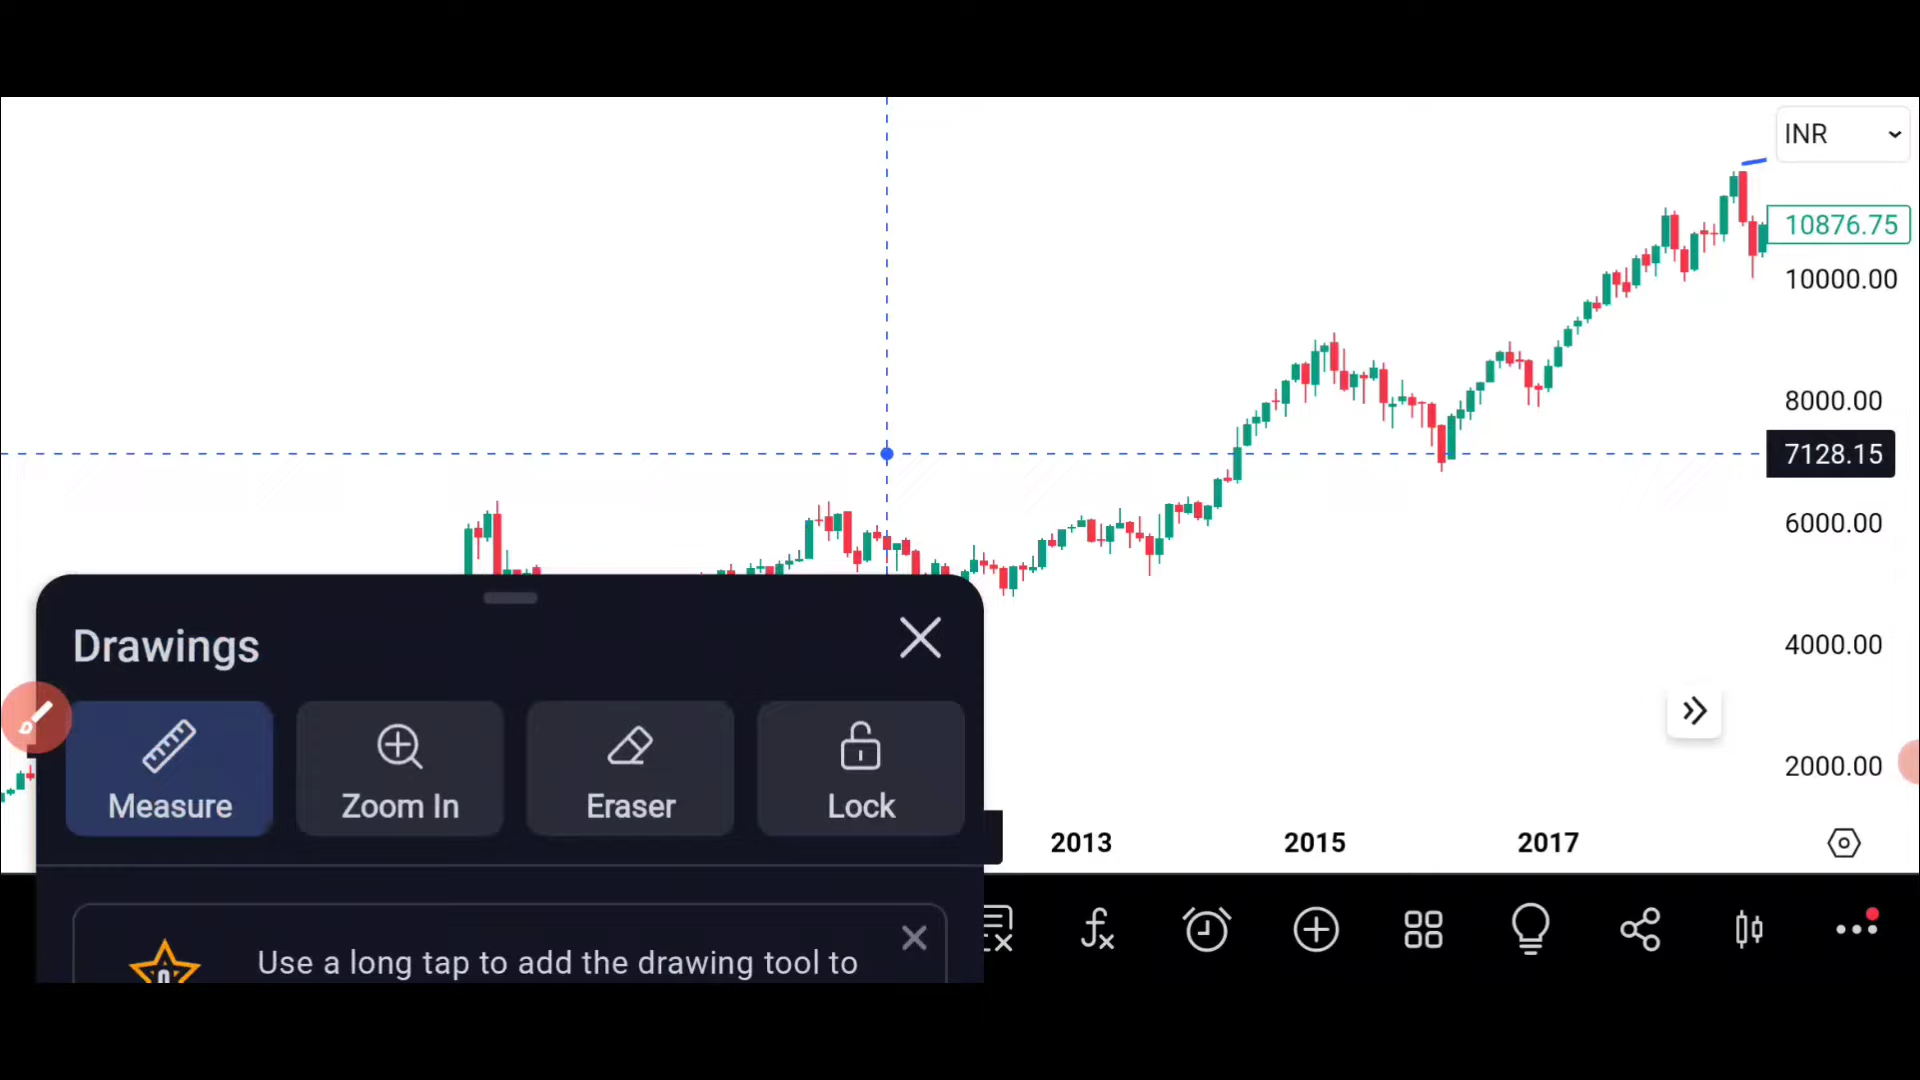 INR
10876.75
10000.00
8000.00
7128.15
6000.00
4000.00
2000.00
2013
2015
2017
Drawings
Measure
Zoom In
Eraser
Lock
Use a long tap to add the drawing tool to